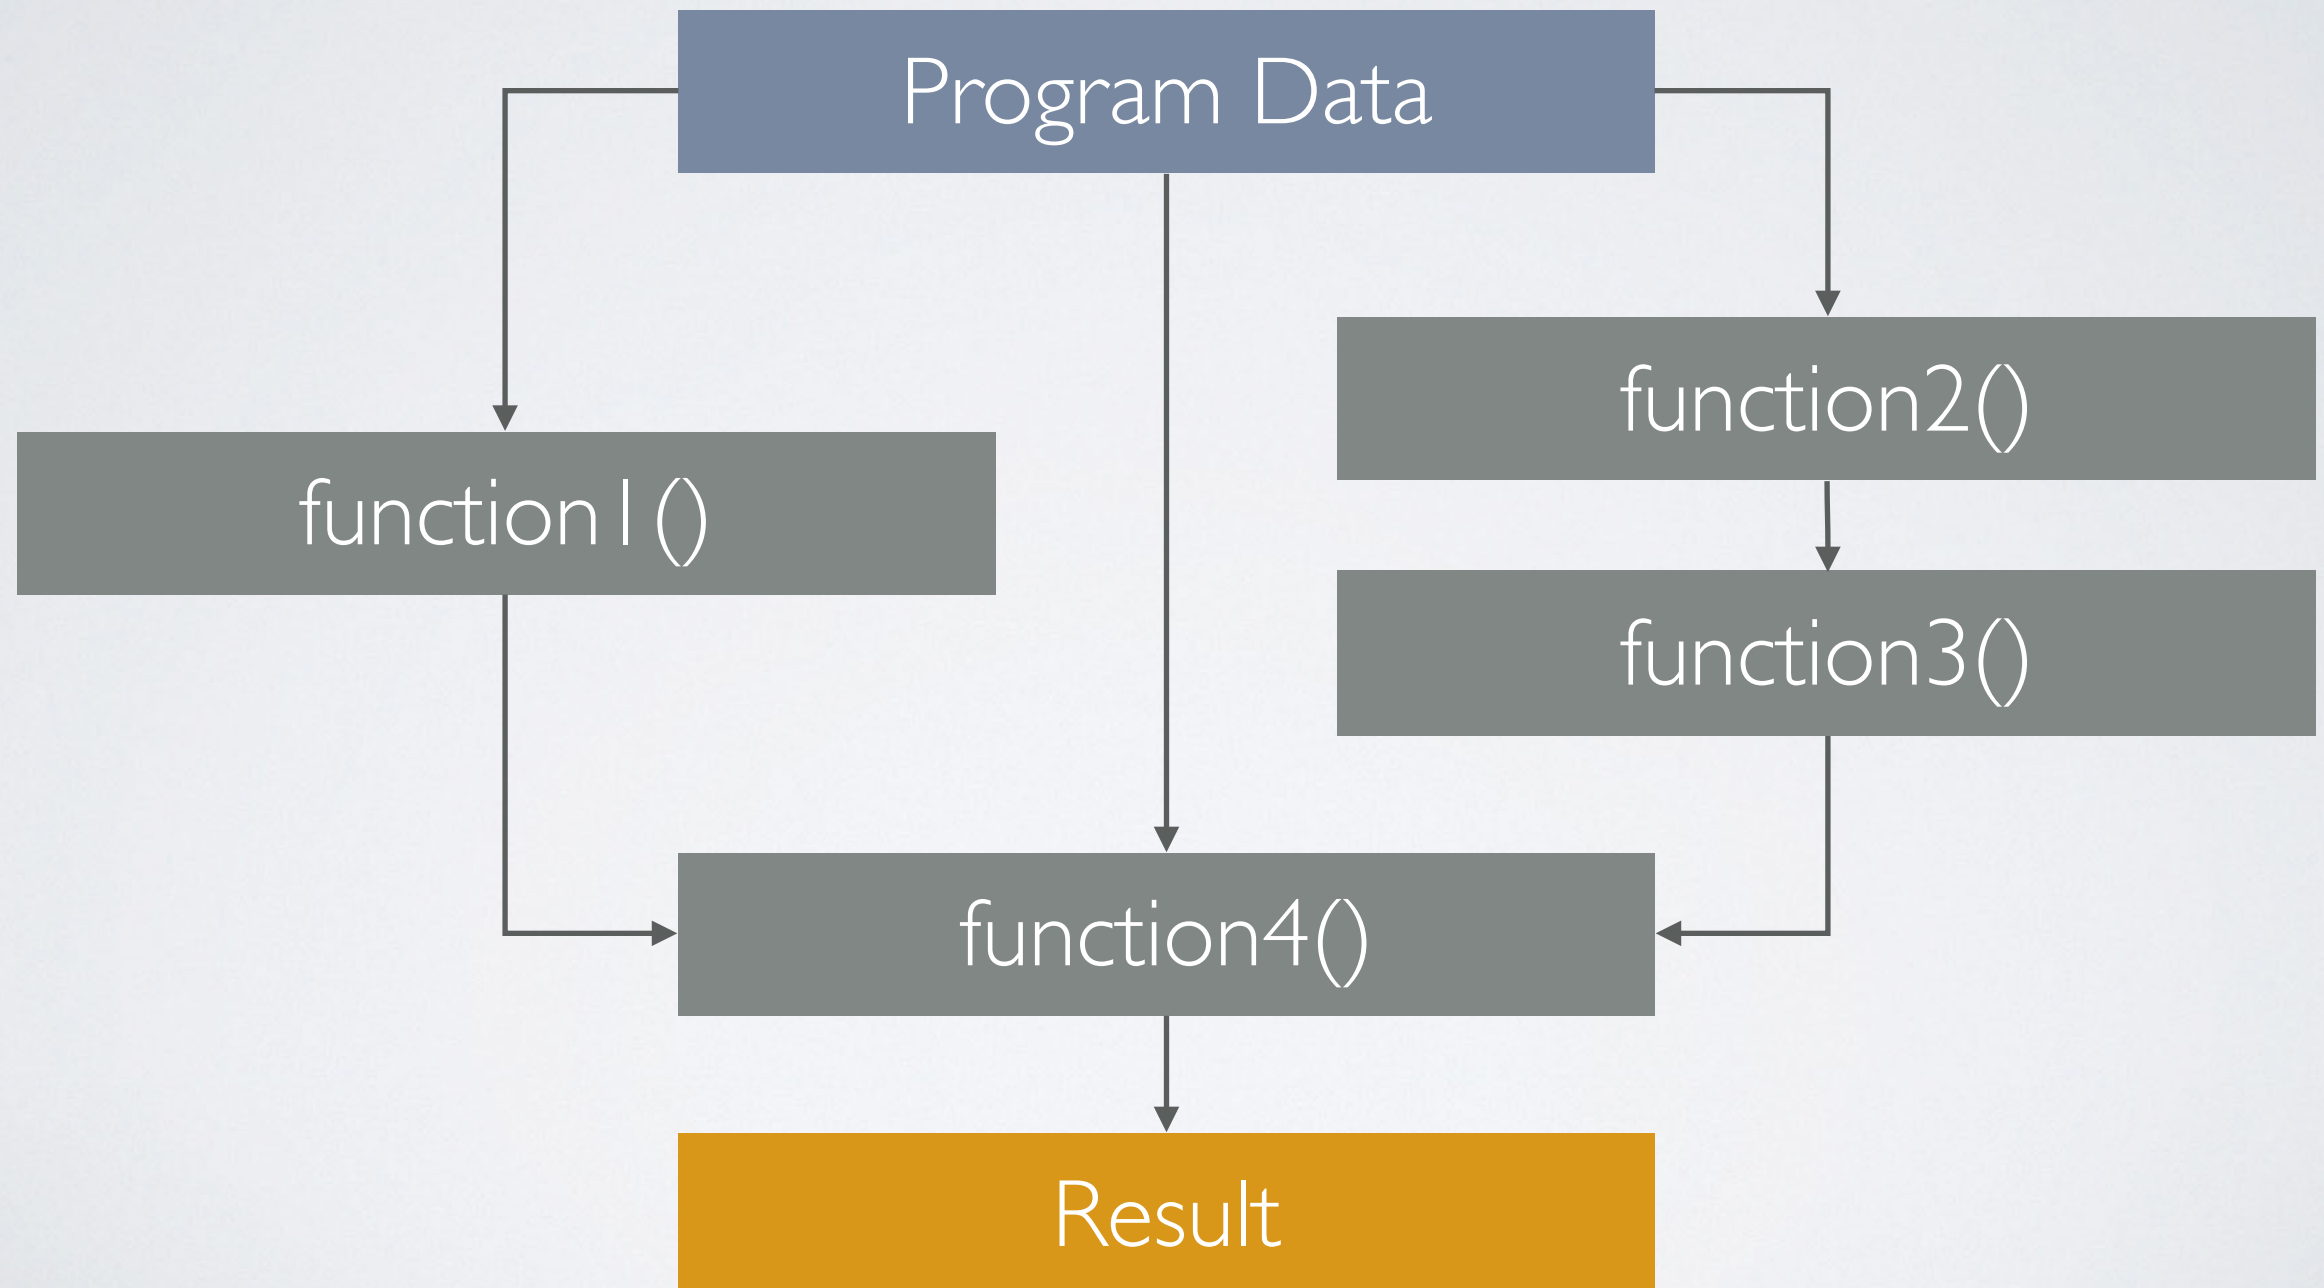 Program Data
function2()
function1()
function3()
function4()
Result